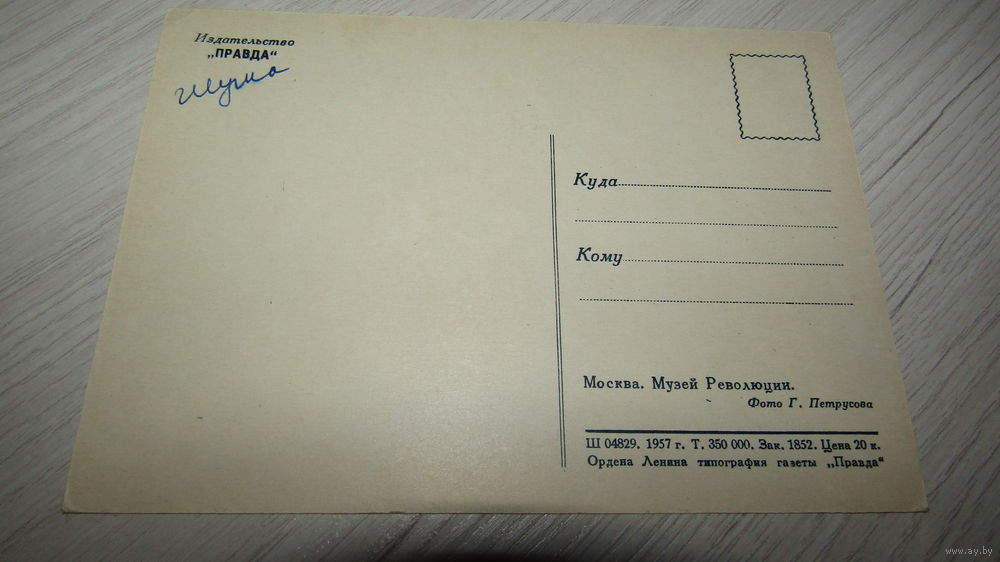 Издательство
„ПРАВДА“
Куда
Кому
Москва. Музей Революции.
Фото Г. Петрусова
Ш 04829. 1957 г. Т. 350 000. Зак. 1852. Цена 20 к.
Ордена Ленина типография газеты „Правда“
www.ay.by